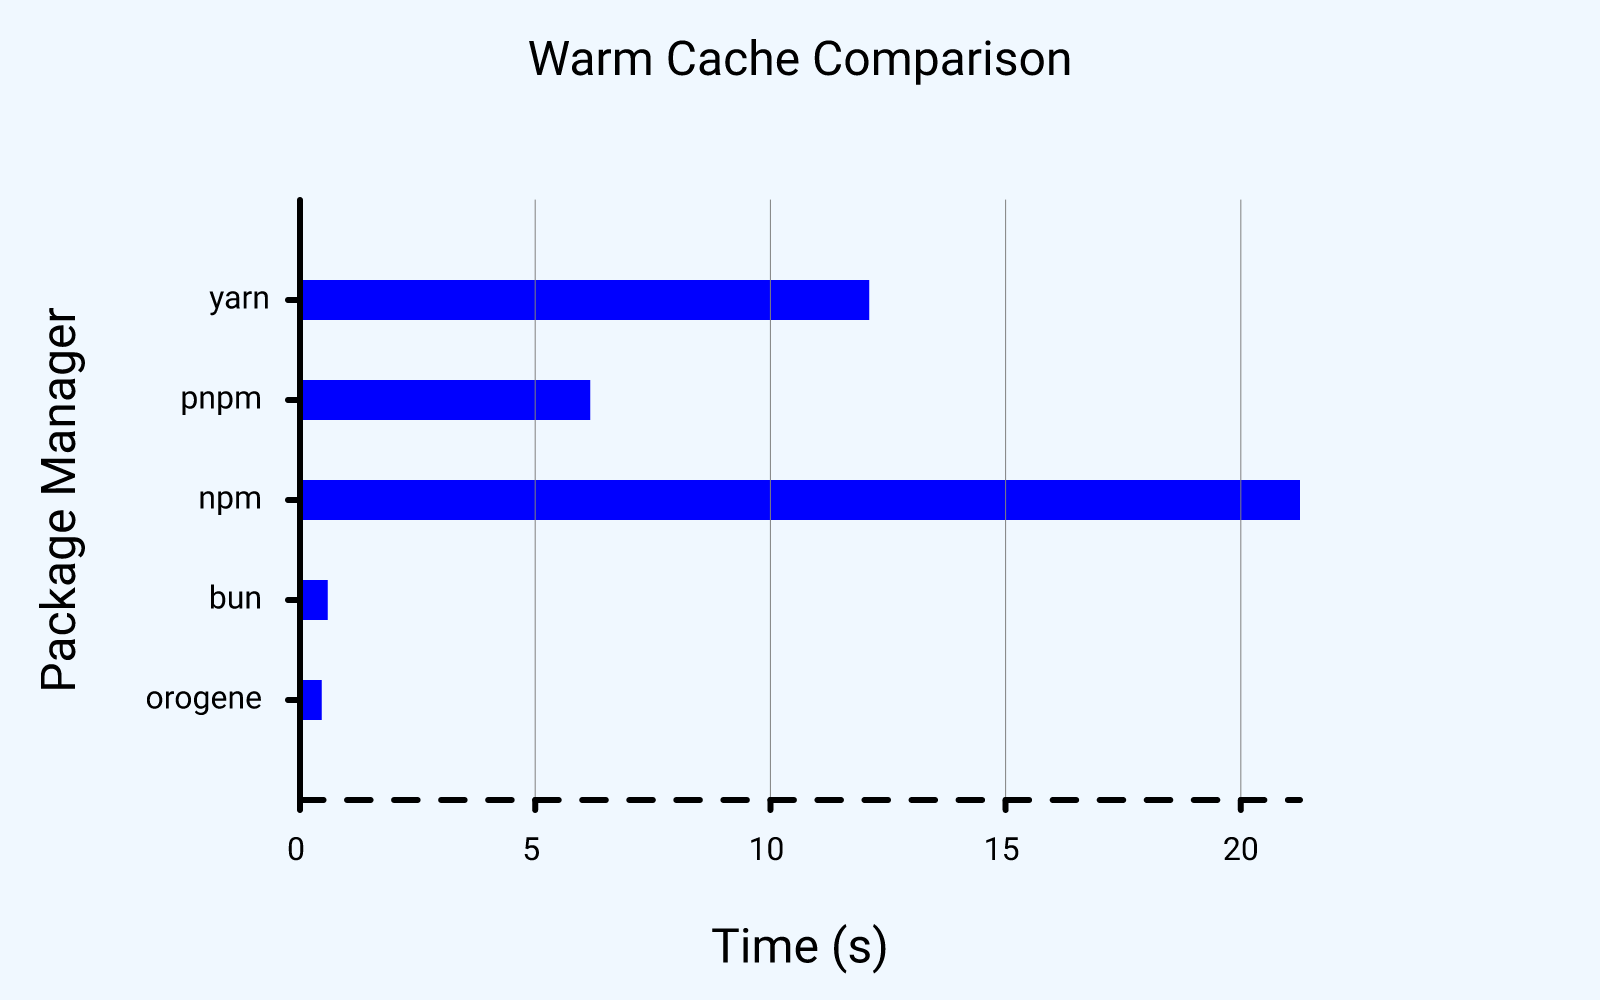 Warm Cache Comparison
Package Manager
yarn
pnpm
npm
bun
orogene
0 5 10 15 20
Time (s)